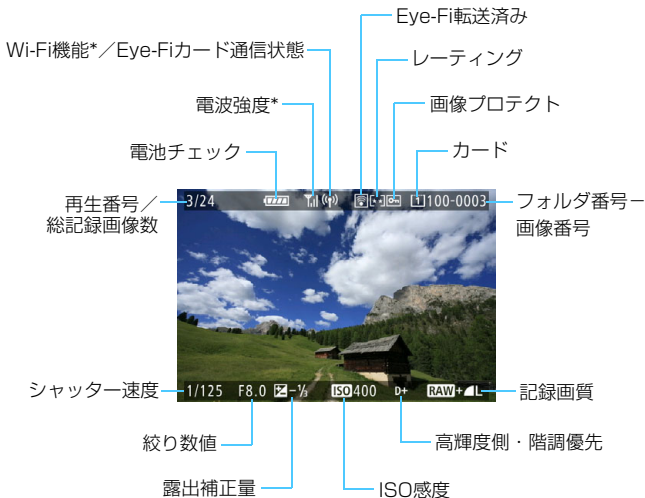 Eye-Fi転送済み
Wi-Fi機能*／Eye-Fiカード通信状態
レーティング
電波強度*
画像プロテクト
電池チェック
カード
再生番号／
総記録画像数
3/24
1
100-0003
フォルダ番号－
画像番号
シャッター速度
1/125 F8.0 -1/3 ISO400 D+ RAW+L
記録画質
絞り数値
高輝度側・階調優先
露出補正量
ISO感度